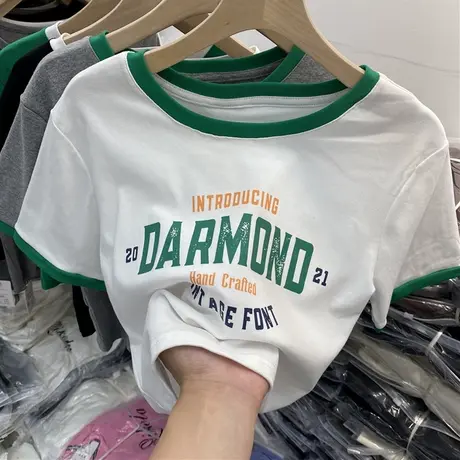 INTRODUCING
20 DARMOND 21
Hand Crafted
AGE FONT